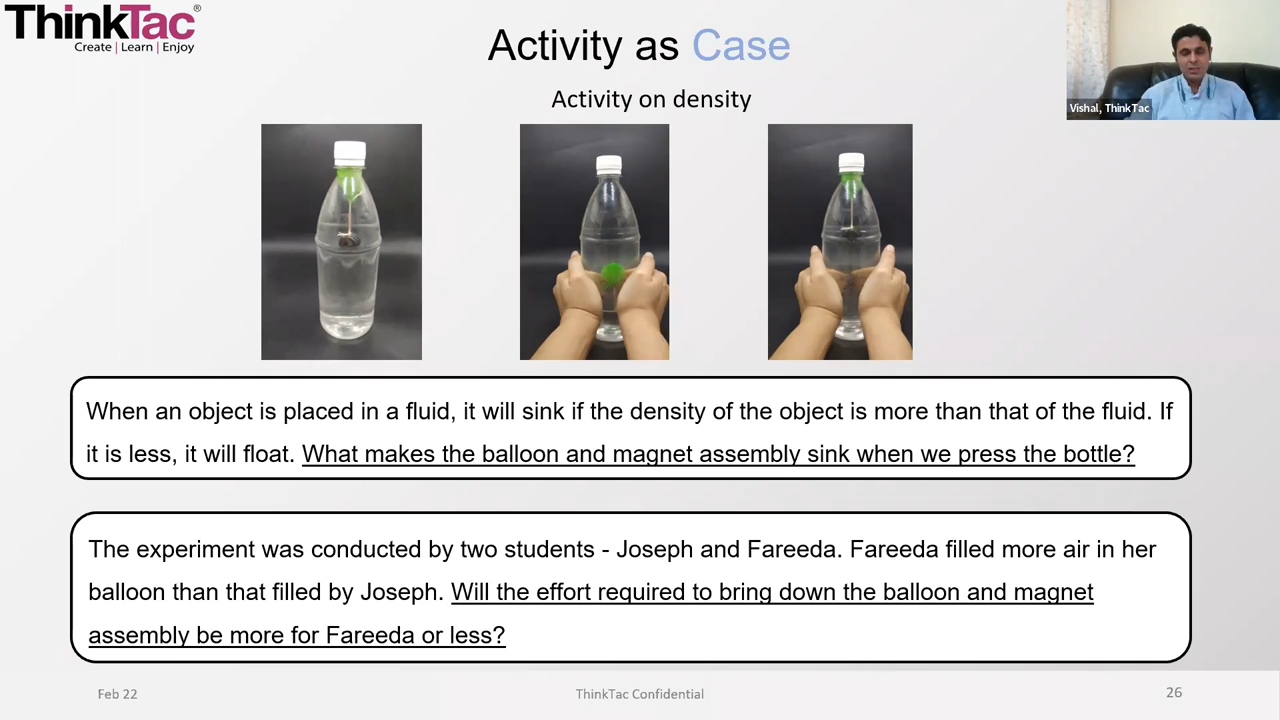 ThinkTac®
Create | Learn | Enjoy
Activity as Case
Activity on density
Vishal, ThinkTac
When an object is placed in a fluid, it will sink if the density of the object is more than that of the fluid. If
it is less, it will float. What makes the balloon and magnet assembly sink when we press the bottle?
The experiment was conducted by two students - Joseph and Fareeda. Fareeda filled more air in her
balloon than that filled by Joseph. Will the effort required to bring down the balloon and magnet
assembly be more for Fareeda or less?
Feb 22
ThinkTac Confidential
26